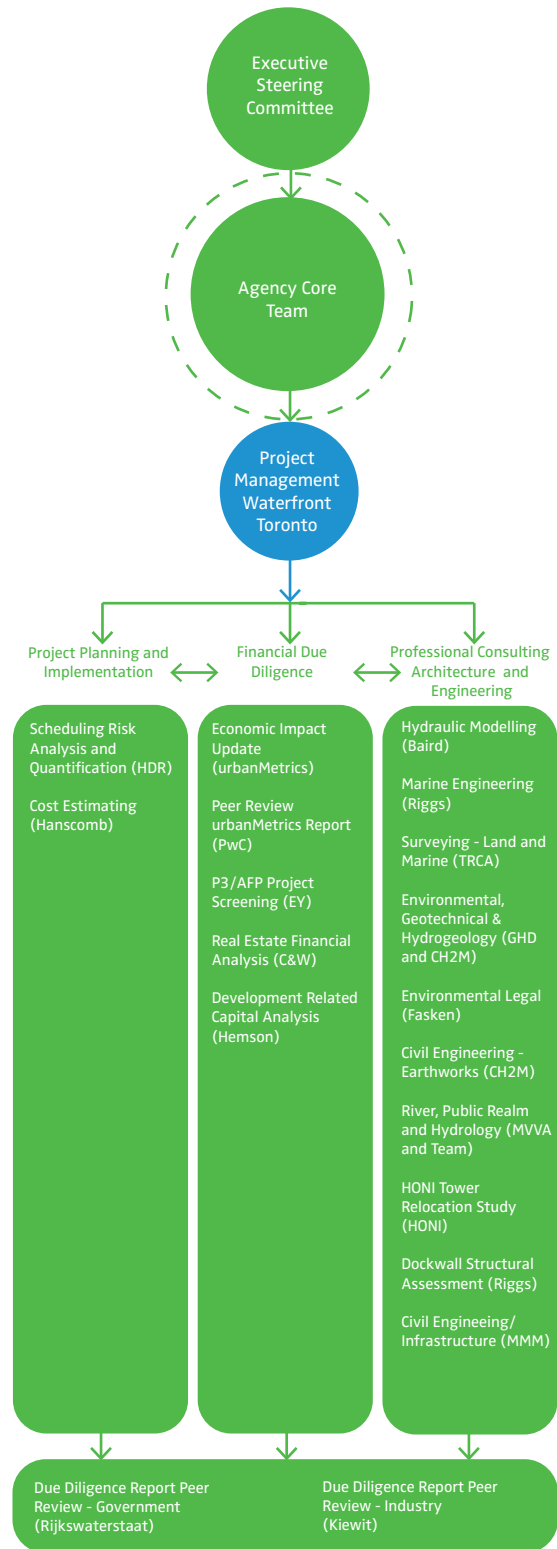 Executive
Steering
Committee
Agency Core
Team
Project
Management
Waterfront
Toronto
Project Planning and
Implementation
Financial Due
Diligence
Professional Consulting
Architecture and
Engineering
Scheduling Risk
Analysis and
Quantification (HDR)
Cost Estimating
(Hanscomb)
Economic Impact
Update
(urbanMetrics)
Peer Review
urbanMetrics Report
(PwC)
P3/AFP Project
Screening (EY)
Real Estate Financial
Analysis (C&W)
Development Related
Capital Analysis
(Hemson)
Hydraulic Modelling
(Baird)
Marine Engineering
(Riggs)
Surveying - Land and
Marine (TRCA)
Environmental,
Geotechnical &
Hydrogeology (GHD
and CH2M)
Environmental Legal
(Fasken)
Civil Engineering -
Earthworks (CH2M)
River, Public Realm
and Hydrology (MVVA
and Team)
HONI Tower
Relocation Study
(HONI)
Dockwall Structural
Assessment (Riggs)
Civil Engineeing/
Infrastructure (MMM)
Due Diligence Report Peer
Review - Government
(Rijkswaterstaat)
Due Diligence Report Peer
Review - Industry
(Kiewit)